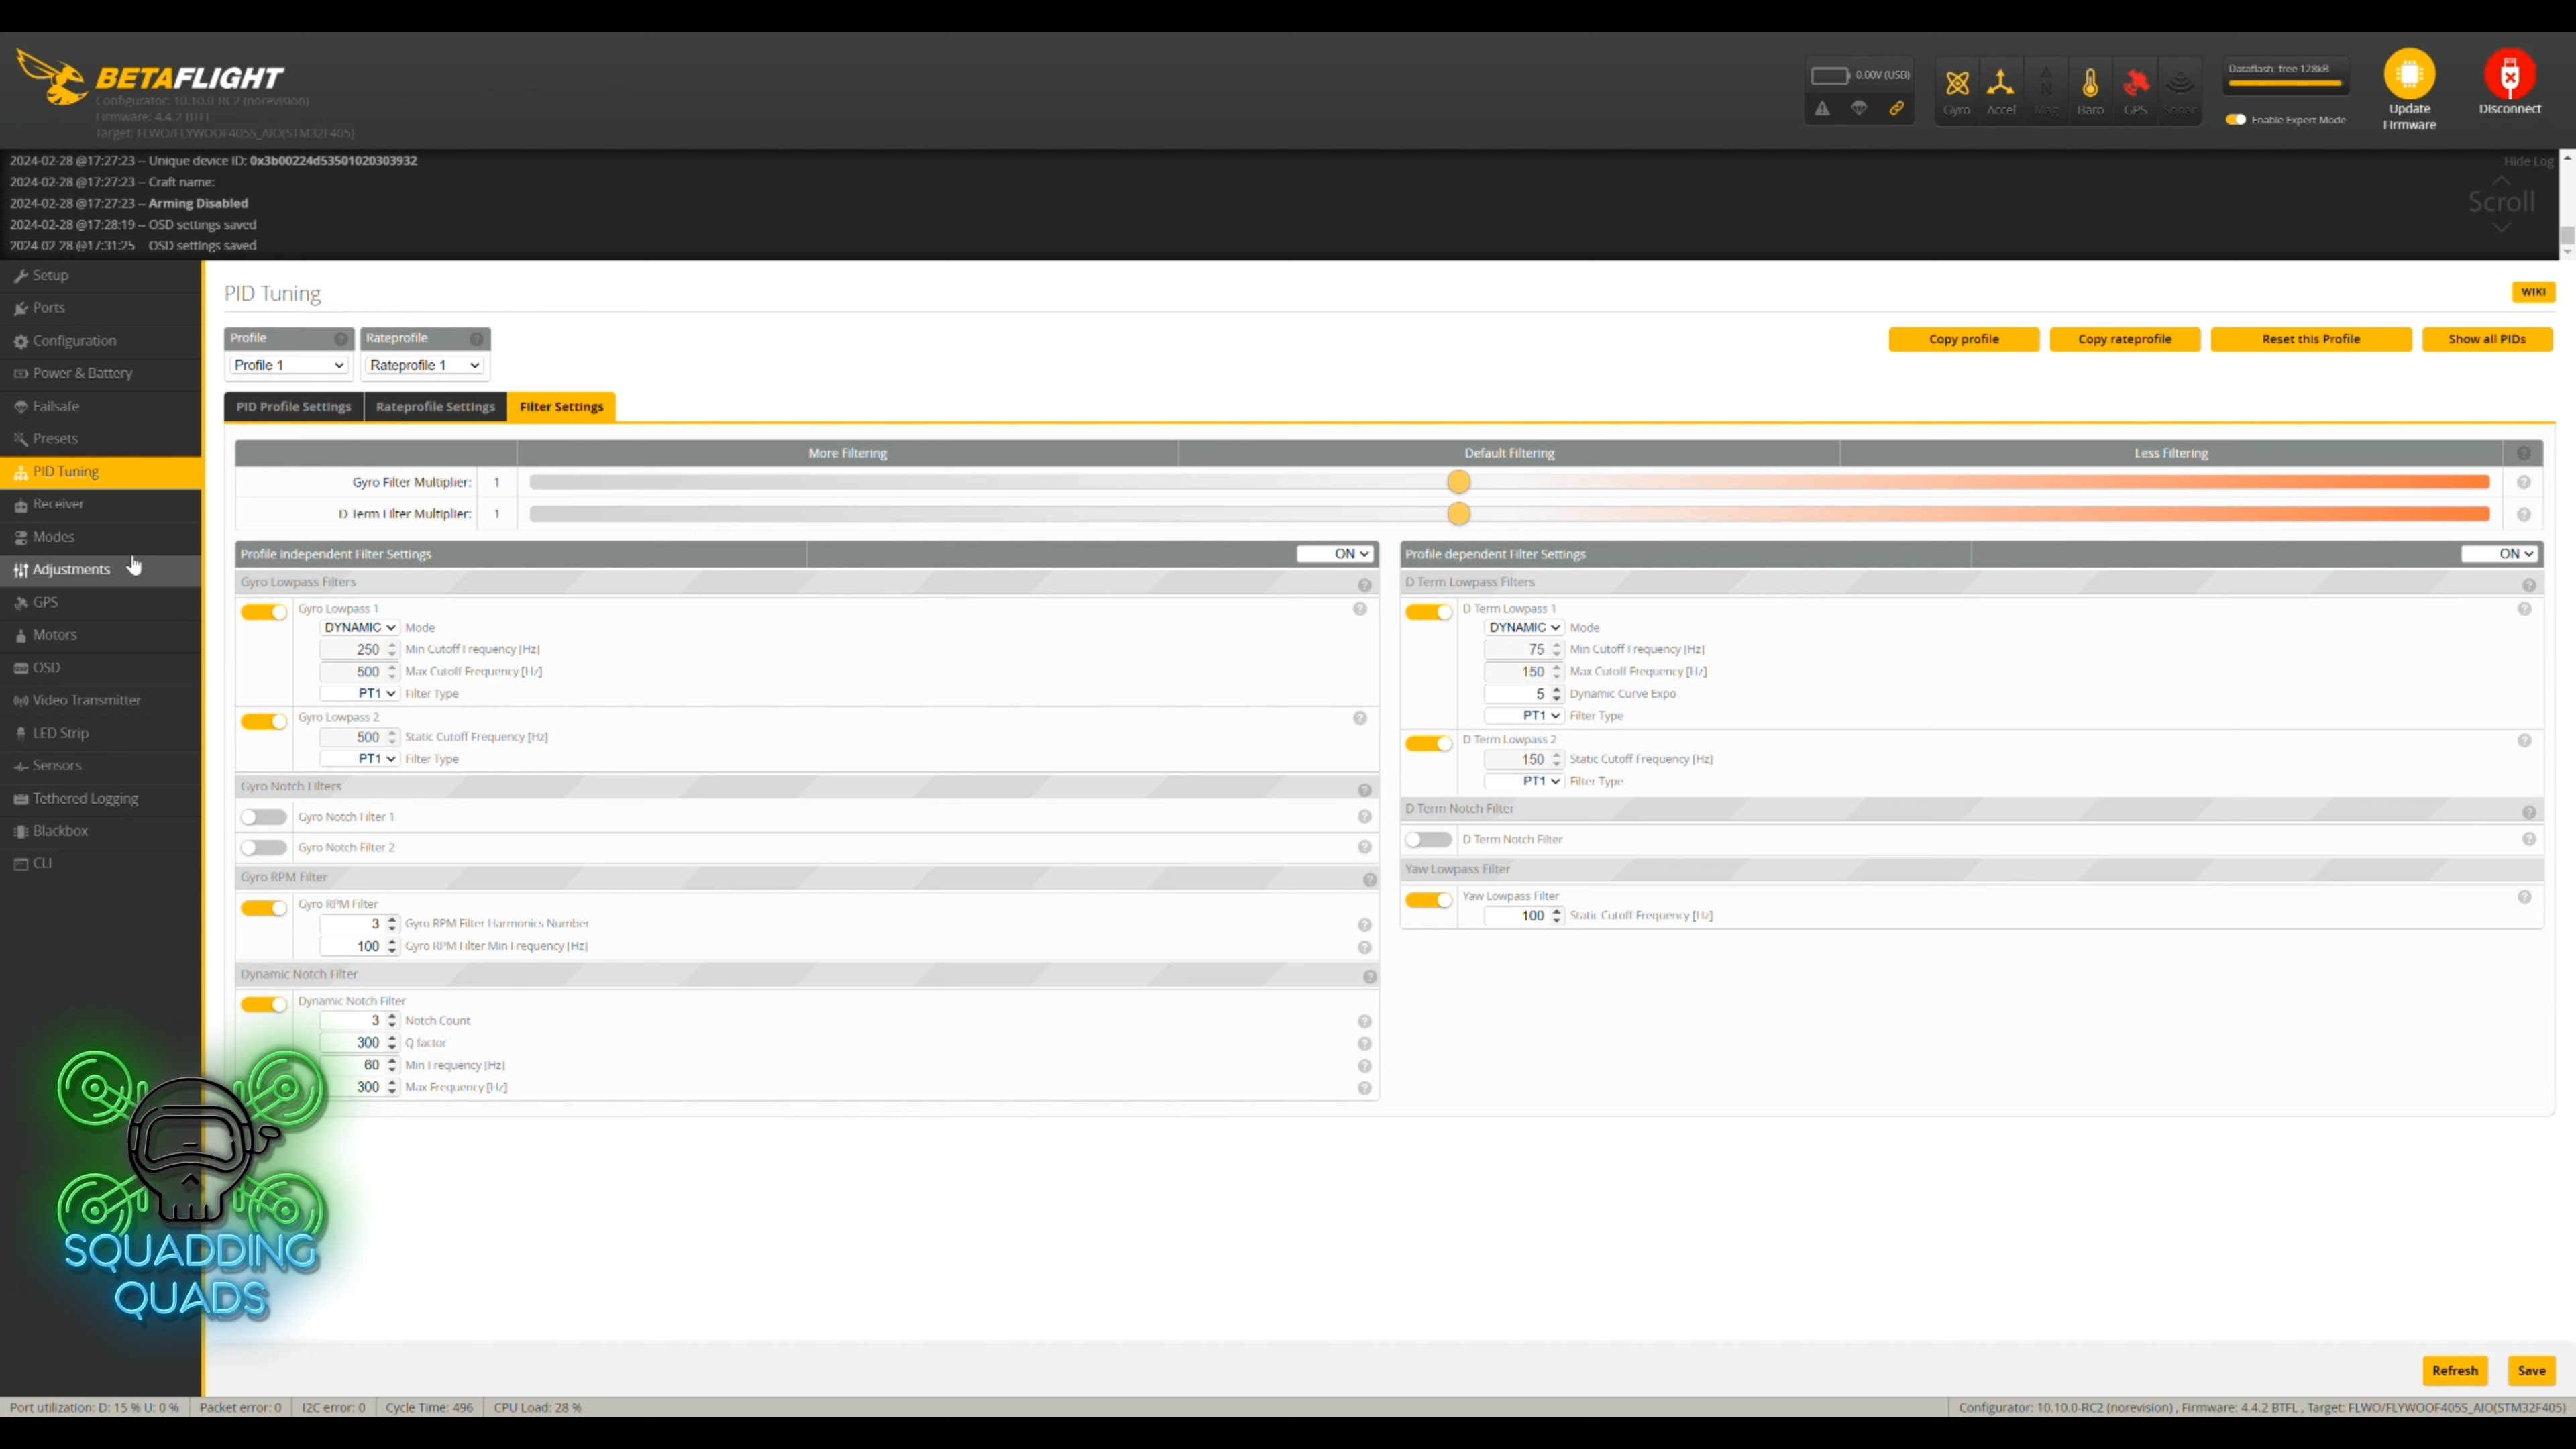 BETAFLIGHT
Configurator: 10.10.0-RC2 (norevision)
Firmware: 4.4.2 BTFL
Target: FLWO/FLYWOOF405S_AIO(STM32F405)
0.00V (USB)
Gyro
Accel
Mag
Baro
GPS
Sonar
Dataflash: free 128kB
Enable Expert Mode
Update
Firmware
Disconnect
2024-02-28 @17:27:23 -- Unique device ID: 0x3b00224d53501020303932
2024-02-28 @17:27:23 -- Craft name:
2024-02-28 @17:27:23 -- Arming Disabled
2024-02-28 @17:28:19 -- OSD settings saved
2024-02-28 @17:31:25 -- OSD settings saved
Hide Log
Scroll
Setup
Ports
Configuration
Power & Battery
Failsafe
Presets
PID Tuning
Receiver
Modes
Adjustments
GPS
Motors
OSD
Video Transmitter
LED Strip
Sensors
Tethered Logging
Blackbox
CLI
PID Tuning
WIKI
Profile
Rateprofile
Profile 1
Rateprofile 1
Copy profile
Copy rateprofile
Reset this Profile
Show all PIDs
PID Profile Settings
Rateprofile Settings
Filter Settings
More Filtering
Default Filtering
Less Filtering
Gyro Filter Multiplier: 1
D Term Filter Multiplier: 1
Profile independent Filter Settings ON
Gyro Lowpass Filters
Gyro Lowpass 1
DYNAMIC Mode
250 Min Cutoff Frequency [Hz]
500 Max Cutoff Frequency [Hz]
PT1 Filter Type
Gyro Lowpass 2
500 Static Cutoff Frequency [Hz]
PT1 Filter Type
Gyro Notch Filters
Gyro Notch Filter 1
Gyro Notch Filter 2
Gyro RPM Filter
Gyro RPM Filter
3 Gyro RPM Filter Harmonics Number
100 Gyro RPM Filter Min Frequency [Hz]
Dynamic Notch Filter
Dynamic Notch Filter
3 Notch Count
300 Q factor
60 Min Frequency [Hz]
300 Max Frequency [Hz]
Profile dependent Filter Settings ON
D Term Lowpass Filters
D Term Lowpass 1
DYNAMIC Mode
75 Min Cutoff Frequency [Hz]
150 Max Cutoff Frequency [Hz]
5 Dynamic Curve Expo
PT1 Filter Type
D Term Lowpass 2
150 Static Cutoff Frequency [Hz]
PT1 Filter Type
D Term Notch Filter
D Term Notch Filter
Yaw Lowpass Filter
Yaw Lowpass Filter
100 Static Cutoff Frequency [Hz]
SQUADDING
QUADS
Refresh
Save
Port utilization: D: 15 % U: 0 %
Packet error: 0
I2C error: 0
Cycle Time: 496
CPU Load: 28 %
Configurator: 10.10.0-RC2 (norevision) , Firmware: 4.4.2 BTFL , Target: FLWO/FLYWOOF405S_AIO(STM32F405)